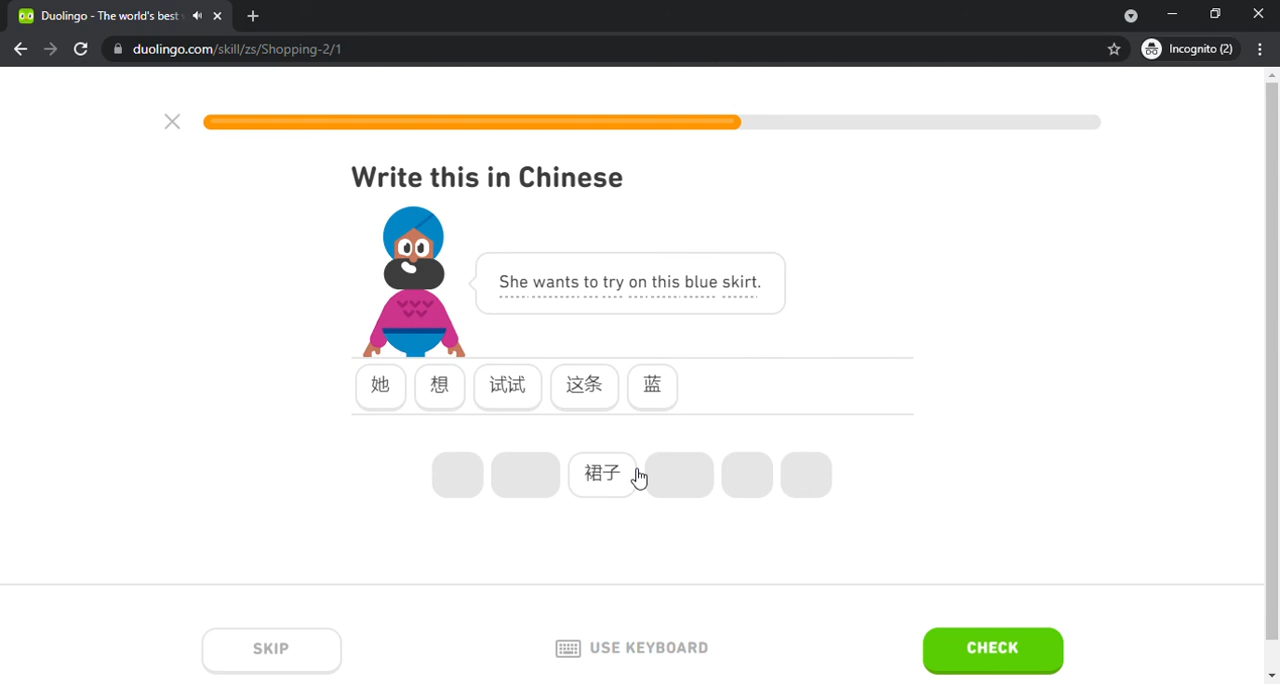 Duolingo - The world's best
duolingo.com/skill/zs/Shopping-2/1
Incognito (2)
Write this in Chinese
She wants to try on this blue skirt.
她 想 试试 这条 蓝
裙子
SKIP USE KEYBOARD CHECK